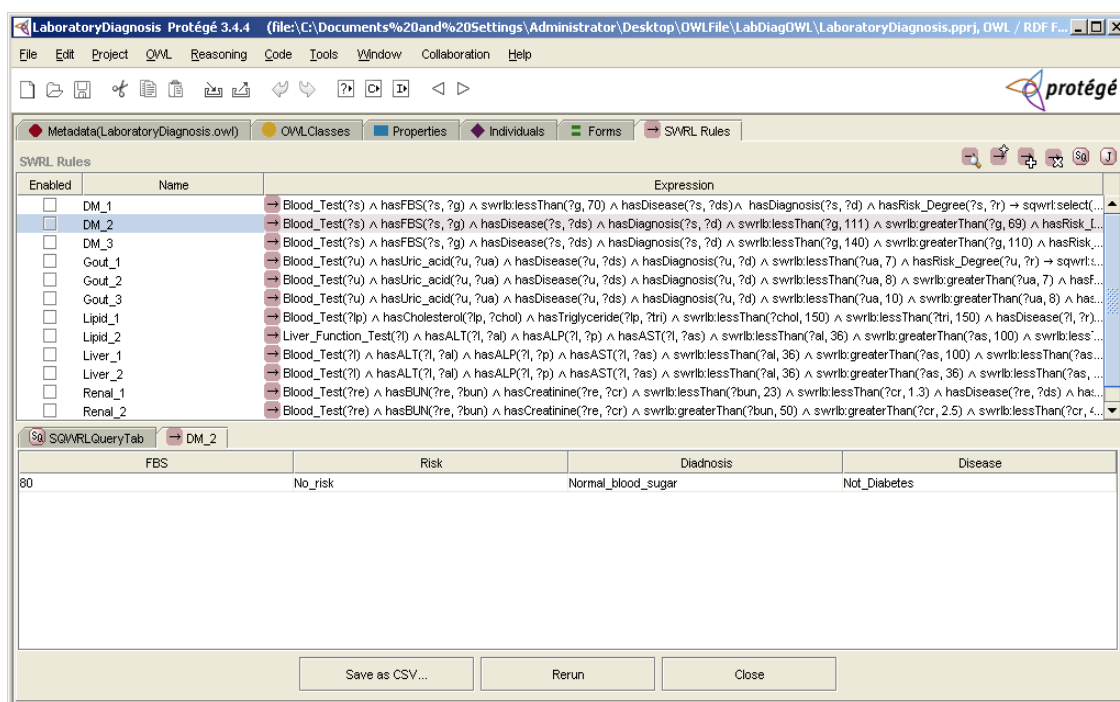 LaboratoryDiagnosis Protégé 3.4.4 (file:\C:\Documents%20and%20Settings\Administrator\Desktop\OWLFile\LabDiagOWL\LaboratoryDiagnosis.pprj, OWL / RDF F...
File Edit Project OWL Reasoning Code Tools Window Collaboration Help
protégé
Metadata(LaboratoryDiagnosis.owl) OWLClasses Properties Individuals Forms SWRL Rules
SWRL Rules
Enabled Name Expression
DM_1 → Blood_Test(?s) ∧ hasFBS(?s, ?g) ∧ swrlb:lessThan(?g, 70) ∧ hasDisease(?s, ?ds)∧ hasDiagnosis(?s, ?d) ∧ hasRisk_Degree(?s, ?r) → sqwrl:select(...
DM_2 → Blood_Test(?s) ∧ hasFBS(?s, ?g) ∧ hasDisease(?s, ?ds) ∧ hasDiagnosis(?s, ?d) ∧ swrlb:lessThan(?g, 111) ∧ swrlb:greaterThan(?g, 69) ∧ hasRisk_[...
DM_3 → Blood_Test(?s) ∧ hasFBS(?s, ?g) ∧ hasDisease(?s, ?ds) ∧ hasDiagnosis(?s, ?d) ∧ swrlb:lessThan(?g, 140) ∧ swrlb:greaterThan(?g, 110) ∧ hasRisk_...
Gout_1 → Blood_Test(?u) ∧ hasUric_acid(?u, ?ua) ∧ hasDisease(?u, ?ds) ∧ hasDiagnosis(?u, ?d) ∧ swrlb:lessThan(?ua, 7) ∧ hasRisk_Degree(?u, ?r) → sqwrl:s...
Gout_2 → Blood_Test(?u) ∧ hasUric_acid(?u, ?ua) ∧ hasDisease(?u, ?ds) ∧ hasDiagnosis(?u, ?d) ∧ swrlb:lessThan(?ua, 8) ∧ swrlb:greaterThan(?ua, 7) ∧ hasF...
Gout_3 → Blood_Test(?u) ∧ hasUric_acid(?u, ?ua) ∧ hasDisease(?u, ?ds) ∧ hasDiagnosis(?u, ?d) ∧ swrlb:lessThan(?ua, 10) ∧ swrlb:greaterThan(?ua, 8) ∧ has...
Lipid_1 → Blood_Test(?lp) ∧ hasCholesterol(?lp, ?chol) ∧ hasTriglyceride(?lp, ?tri) ∧ swrlb:lessThan(?chol, 150) ∧ swrlb:lessThan(?tri, 150) ∧ hasDisease(?l, ?r)...
Lipid_2 → Liver_Function_Test(?l) ∧ hasALT(?l, ?al) ∧ hasALP(?l, ?p) ∧ hasAST(?l, ?as) ∧ swrlb:lessThan(?al, 36) ∧ swrlb:greaterThan(?as, 100) ∧ swrlb:less...
Liver_1 → Blood_Test(?l) ∧ hasALT(?l, ?al) ∧ hasALP(?l, ?p) ∧ hasAST(?l, ?as) ∧ swrlb:lessThan(?al, 36) ∧ swrlb:greaterThan(?as, 100) ∧ swrlb:lessThan(?as...
Liver_2 → Blood_Test(?l) ∧ hasALT(?l, ?al) ∧ hasALP(?l, ?p) ∧ hasAST(?l, ?as) ∧ swrlb:lessThan(?al, 36) ∧ swrlb:greaterThan(?as, 36) ∧ swrlb:lessThan(?as, ...
Renal_1 → Blood_Test(?re) ∧ hasBUN(?re, ?bun) ∧ hasCreatinine(?re, ?cr) ∧ swrlb:lessThan(?bun, 23) ∧ swrlb:lessThan(?cr, 1.3) ∧ hasDisease(?re, ?ds) ∧ ha...
Renal_2 → Blood_Test(?re) ∧ hasBUN(?re, ?bun) ∧ hasCreatinine(?re, ?cr) ∧ swrlb:greaterThan(?bun, 50) ∧ swrlb:greaterThan(?cr, 2.5) ∧ swrlb:lessThan(?cr, ...
SQWRLQueryTab → DM_2
FBS Risk Diadnosis Disease
80 No_risk Normal_blood_sugar Not_Diabetes
Save as CSV... Rerun Close